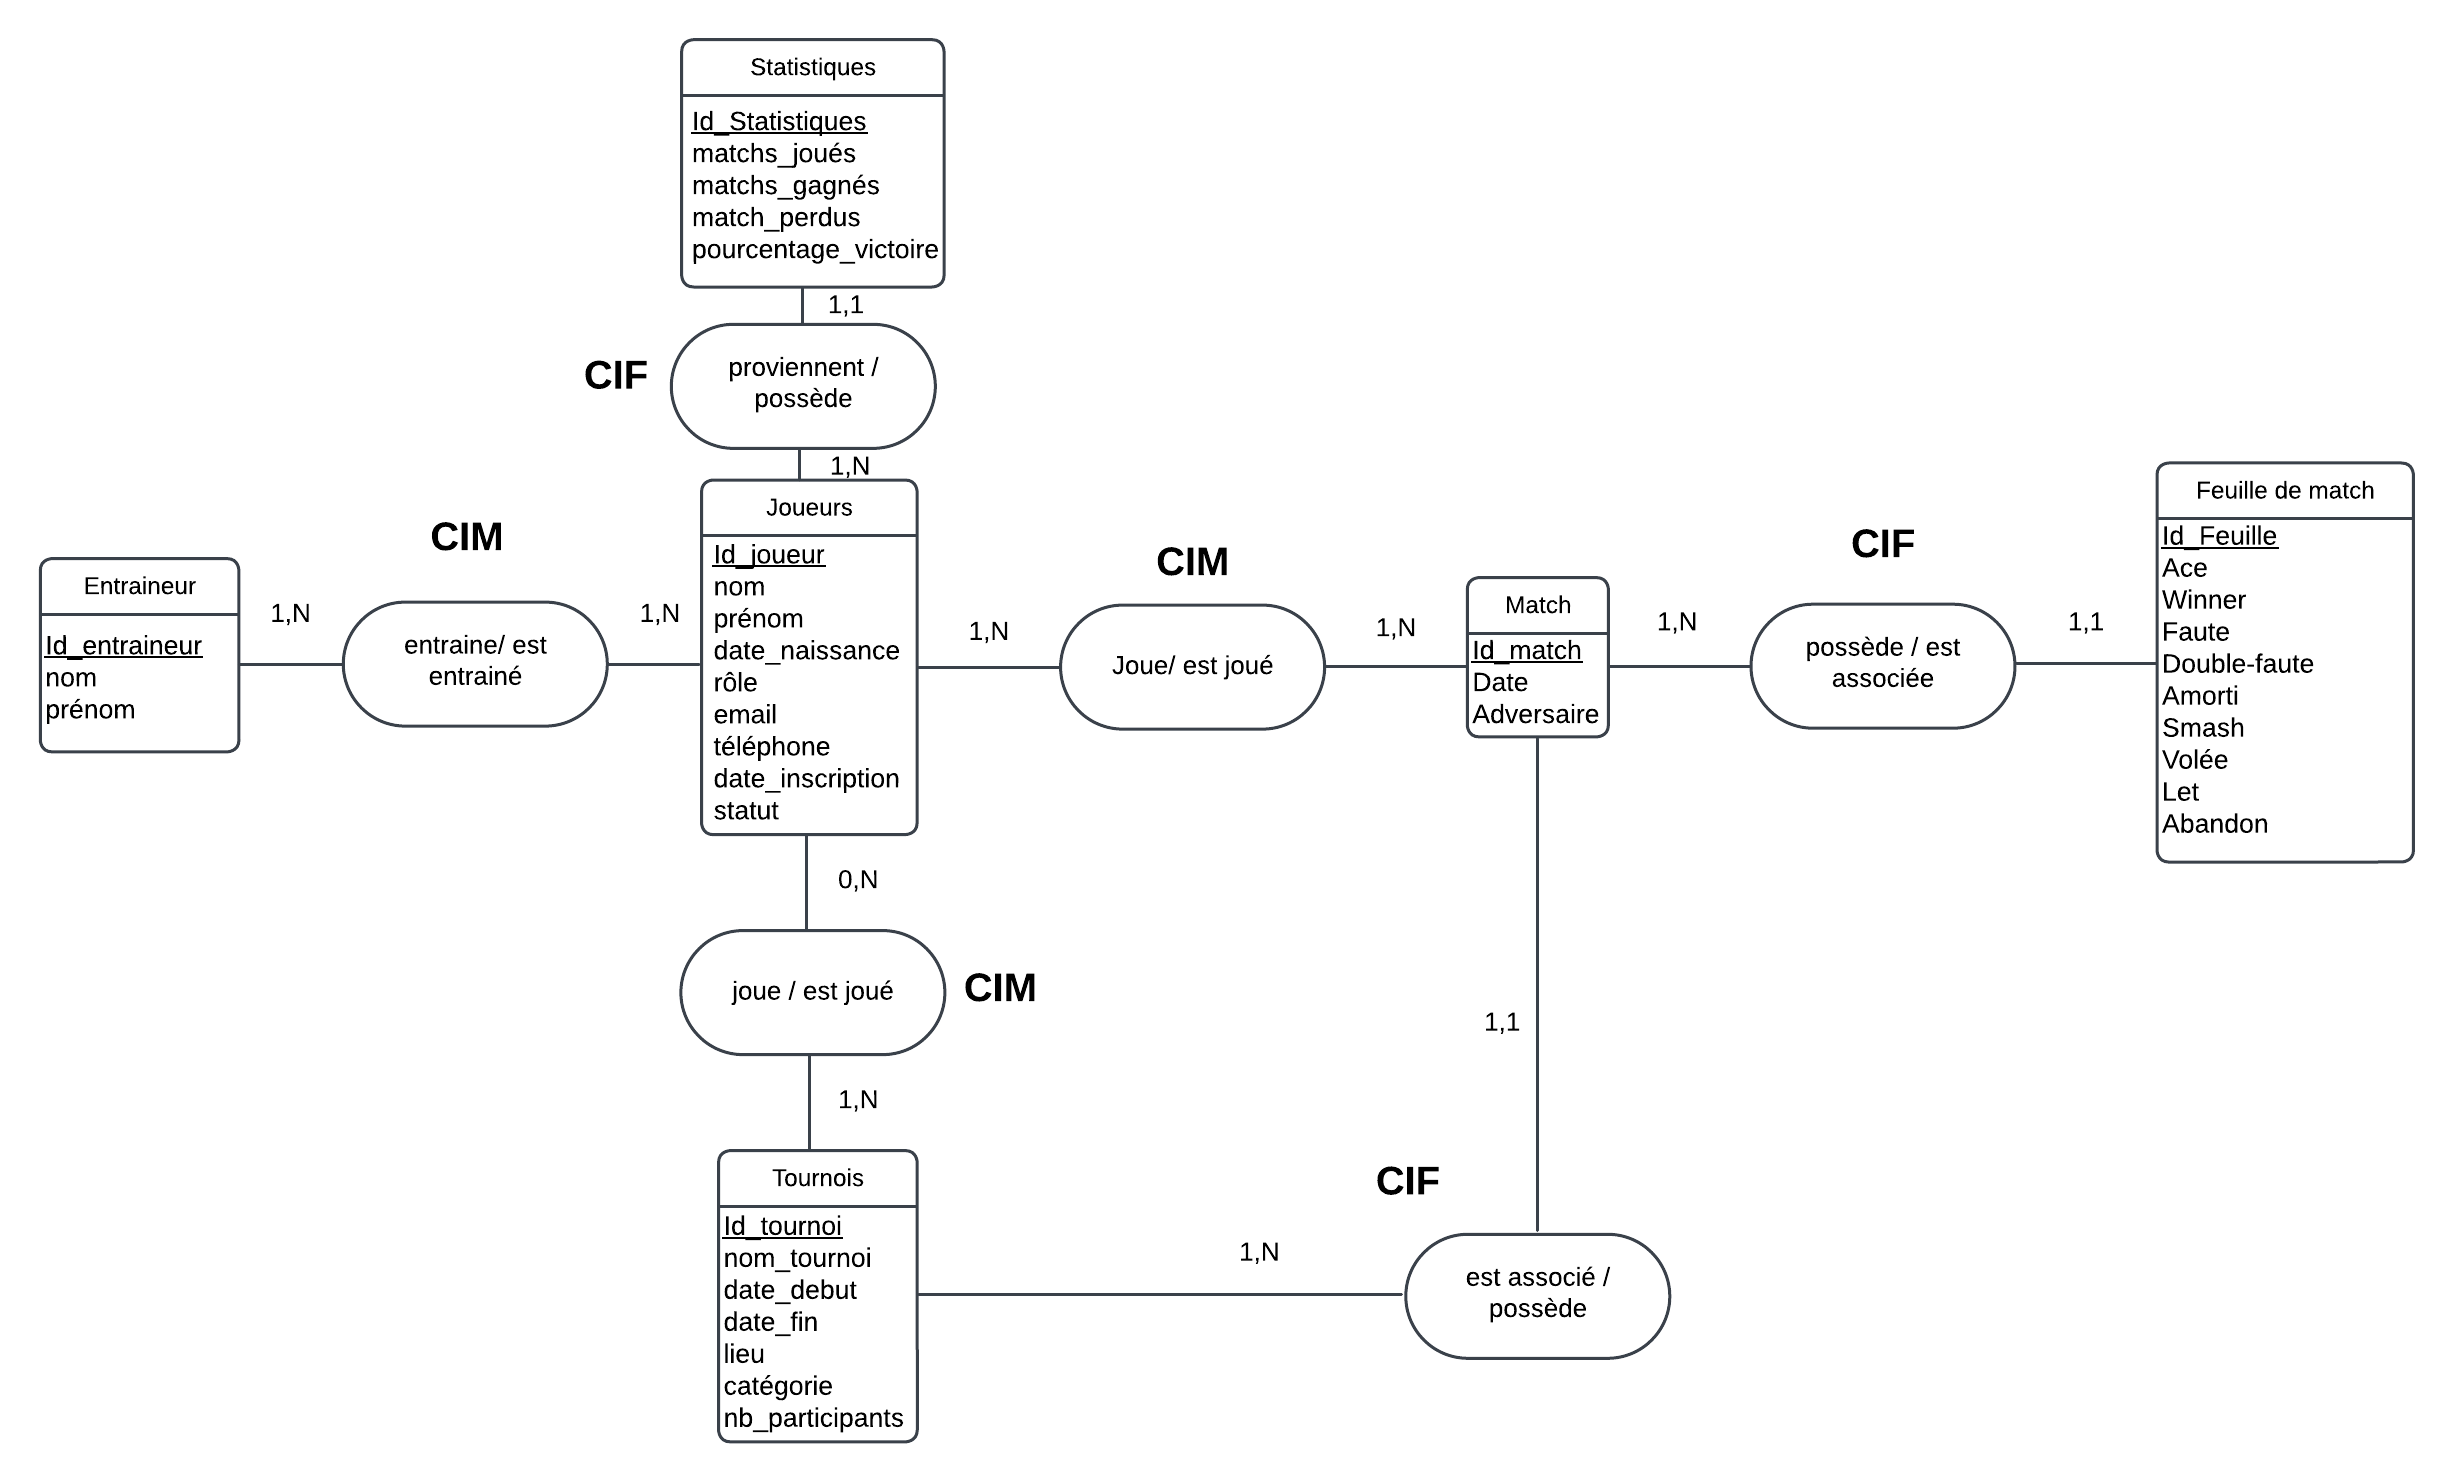 Statistiques
Id_Statistiques
matchs_joués
matchs_gagnés
match_perdus
pourcentage_victoire
1,1
CIF
proviennent /
possède
1,N
Entraineur
Id_entraineur
nom
prénom
1,N
CIM
entraine/ est
entrainé
1,N
Joueurs
Id_joueur
nom
prénom
date_naissance
rôle
email
téléphone
date_inscription
statut
1,N
CIM
Joue/ est joué
1,N
Match
Id_match
Date
Adversaire
1,N
CIF
possède / est
associée
1,1
Feuille de match
Id_Feuille
Ace
Winner
Faute
Double-faute
Amorti
Smash
Volée
Let
Abandon
0,N
joue / est joué
CIM
1,N
Tournois
Id_tournoi
nom_tournoi
date_debut
date_fin
lieu
catégorie
nb_participants
1,N
CIF
1,1
est associé /
possède